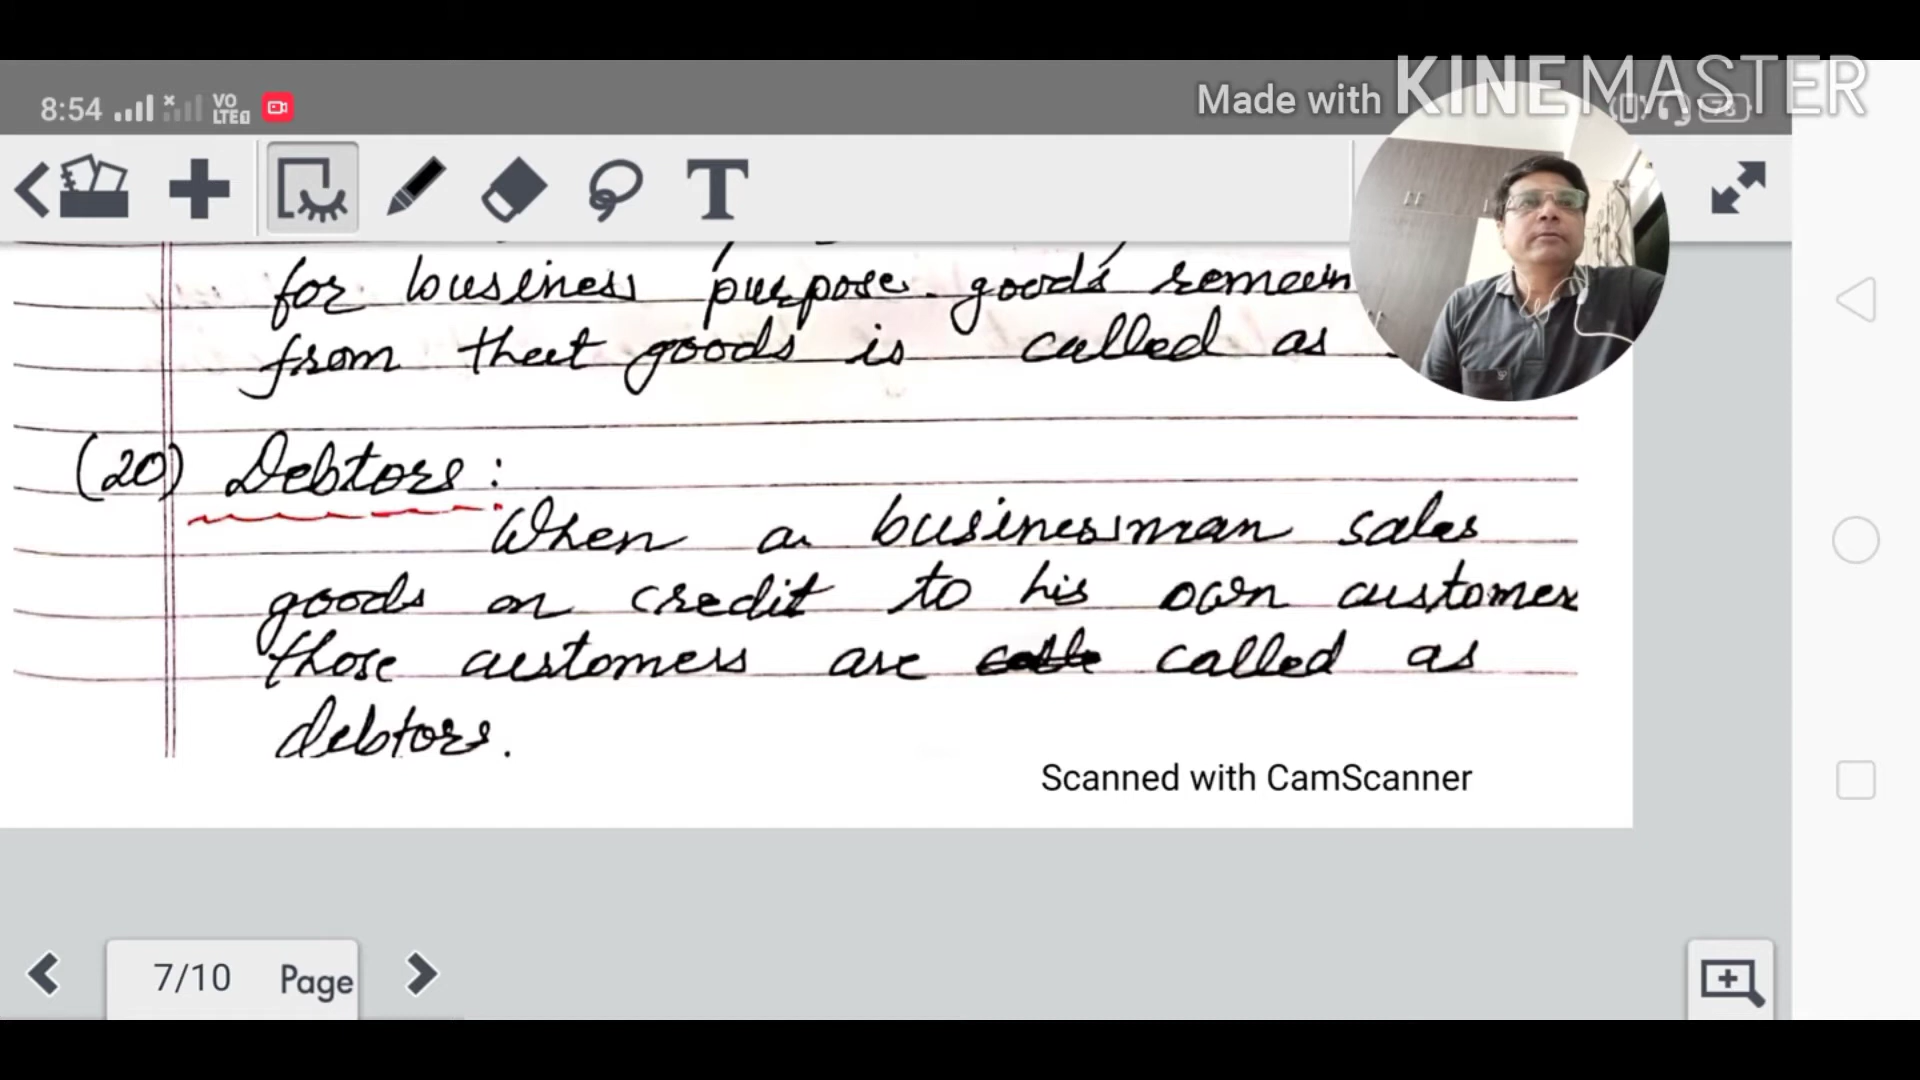 Made with KINEMASTER
8:54 VO LTE
T
for business purpose. goods remain
from that goods is called as
(20) Debtors:
When a businessman sales
goods on credit to his own customer
those customers are called as
debtors.
Scanned with CamScanner
7/10 Page